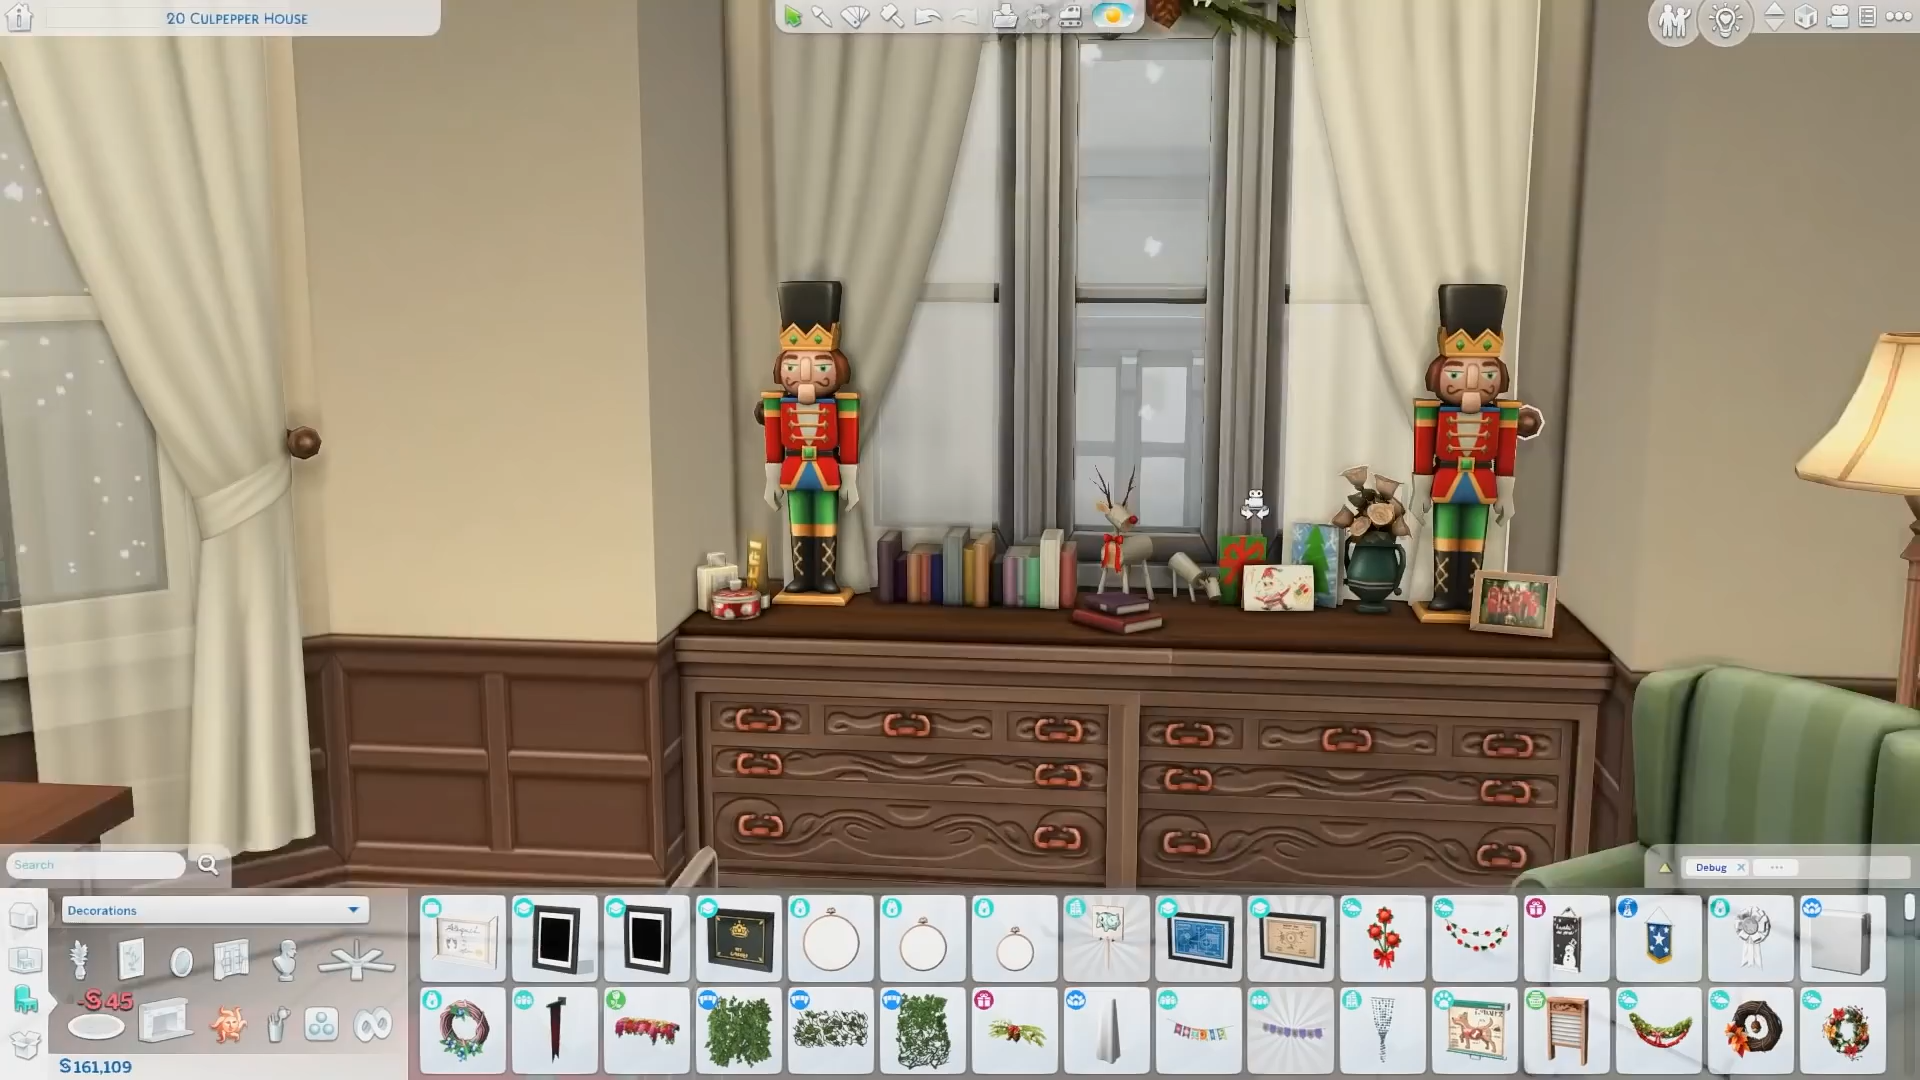 20 Culpepper House
Search
Debug
Decorations
-§45
§161,109